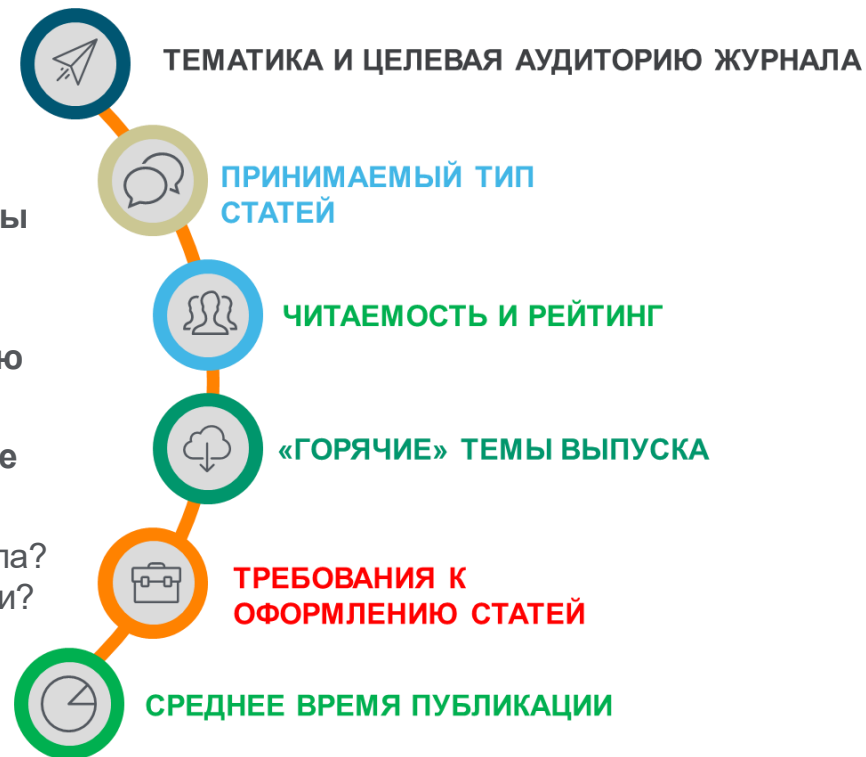 ТЕМАТИКА И ЦЕЛЕВАЯ АУДИТОРИЮ ЖУРНАЛА
ПРИНИМАЕМЫЙ ТИП
СТАТЕЙ
ЧИТАЕМОСТЬ И РЕЙТИНГ
«ГОРЯЧИЕ» ТЕМЫ ВЫПУСКА
ТРЕБОВАНИЯ К
ОФОРМЛЕНИЮ СТАТЕЙ
СРЕДНЕЕ ВРЕМЯ ПУБЛИКАЦИИ